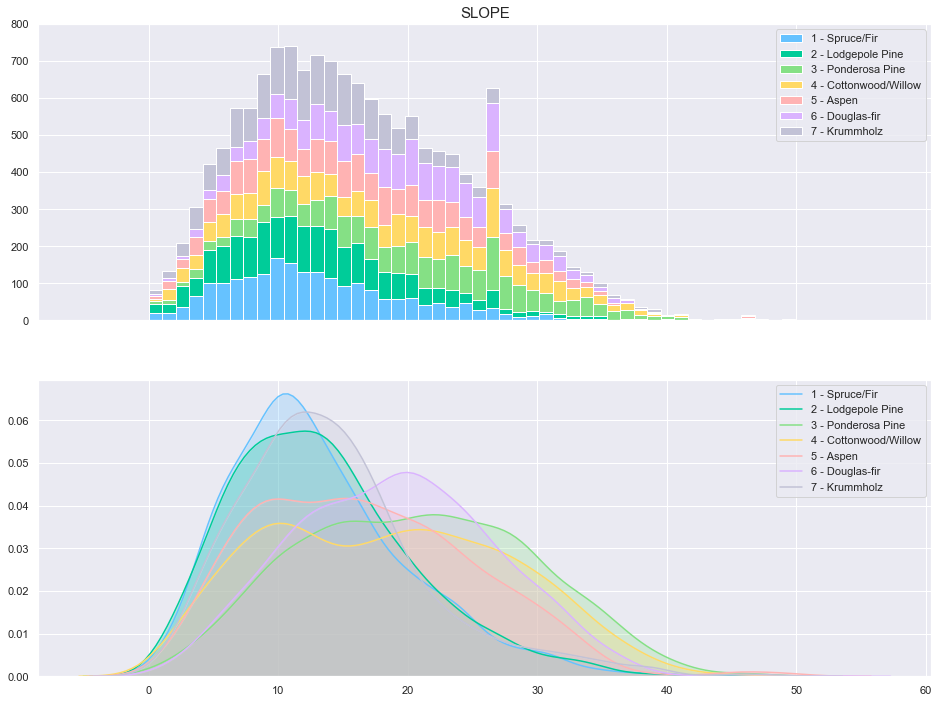 SLOPE
800
700
600
500
400
300
200
100
0
1 - Spruce/Fir
2 - Lodgepole Pine
3 - Ponderosa Pine
4 - Cottonwood/Willow
5 - Aspen
6 - Douglas-fir
7 - Krummholz
0.06
0.05
0.04
0.03
0.02
0.01
0.00
1 - Spruce/Fir
2 - Lodgepole Pine
3 - Ponderosa Pine
4 - Cottonwood/Willow
5 - Aspen
6 - Douglas-fir
7 - Krummholz
0 10 20 30 40 50 60